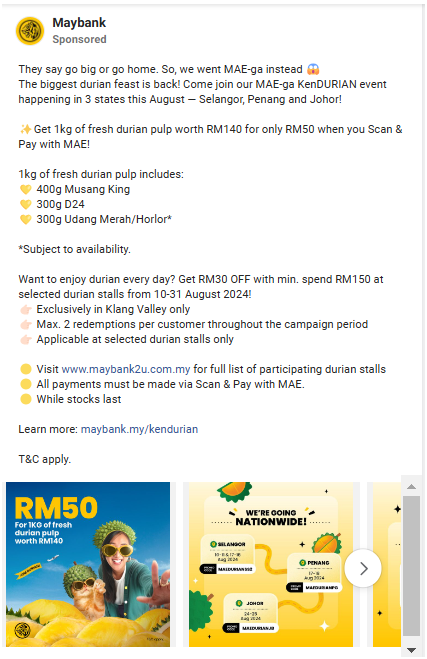 Maybank
Sponsored
They say go big or go home. So, we went MAE-ga instead 😱
The biggest durian feast is back! Come join our MAE-ga KenDURIAN event
happening in 3 states this August — Selangor, Penang and Johor!
✨Get 1kg of fresh durian pulp worth RM140 for only RM50 when you Scan &
Pay with MAE!
1kg of fresh durian pulp includes:
💛 400g Musang King
💛 300g D24
💛 300g Udang Merah/Horlor*
*Subject to availability.
Want to enjoy durian every day? Get RM30 OFF with min. spend RM150 at
selected durian stalls from 10-31 August 2024!
👉🏻 Exclusively in Klang Valley only
👉🏻 Max. 2 redemptions per customer throughout the campaign period
👉🏻 Applicable at selected durian stalls only
🟡 Visit www.maybank2u.com.my for full list of participating durian stalls
🟡 All payments must be made via Scan & Pay with MAE.
🟡 While stocks last
Learn more: maybank.my/kendurian
T&C apply.
RM50
For 1KG of fresh
durian pulp
worth RM140
WE'RE GOING
NATIONWIDE!
SELANGOR
10-11 & 17-18
Aug 2024
PENANG
17-18
Aug 2024
MAEDURIANPG
JOHOR
24-25
Aug 2024
MAEDURIANJB